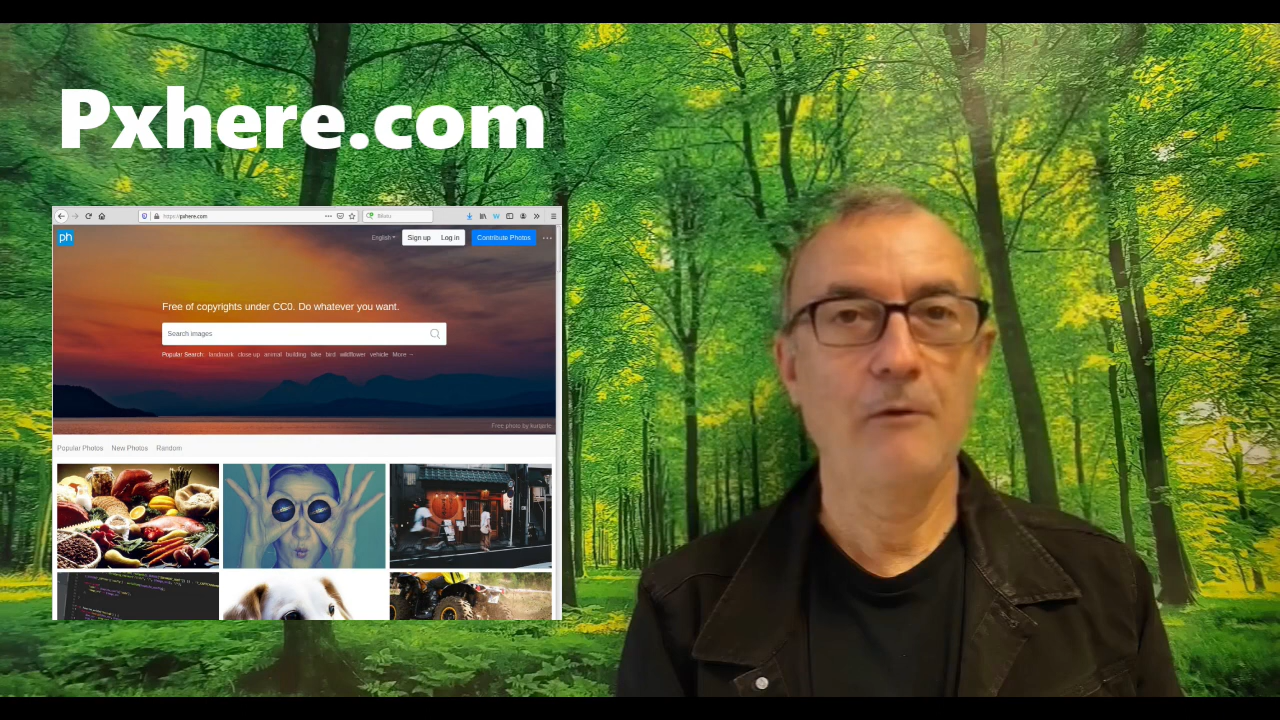 Pxhere.com
https://pxhere.com
ph
English
Sign up
Log in
Contribute Photos
Free of copyrights under CC0. Do whatever you want.
Search images
Popular Search: landmark close up animal building lake bird wildflower vehicle More
Free photo by
Popular Photos New Photos Random